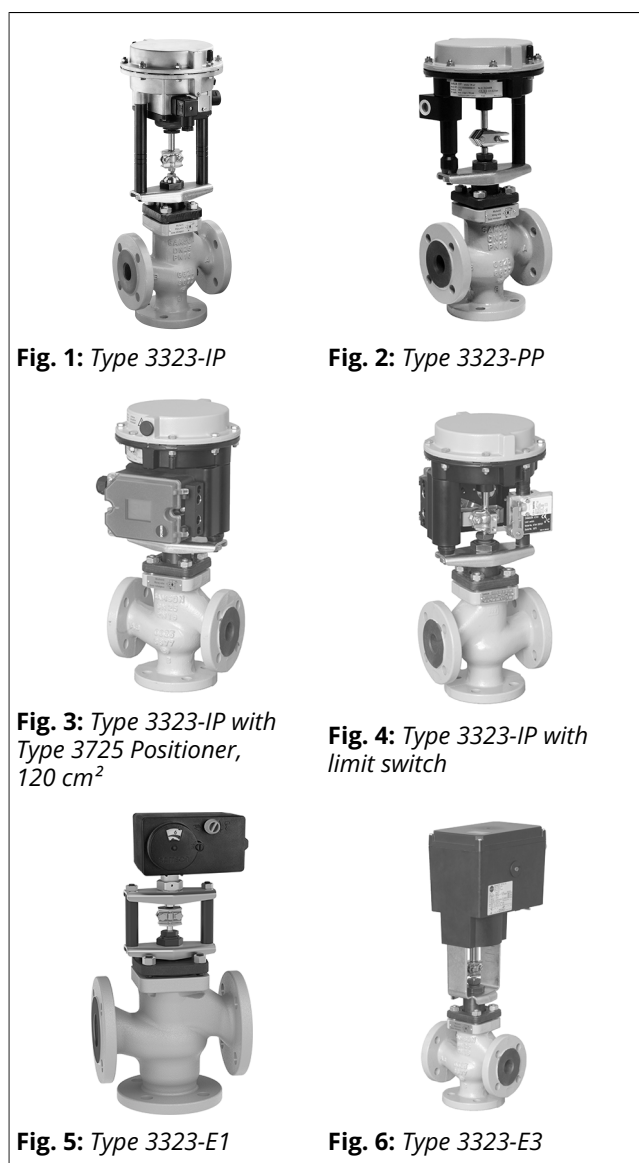 Fig. 1: Type 3323-IP
Fig. 2: Type 3323-PP
Fig. 3: Type 3323-IP with
Type 3725 Positioner,
120 cm²
Fig. 4: Type 3323-IP with
limit switch
Fig. 5: Type 3323-E1
Fig. 6: Type 3323-E3